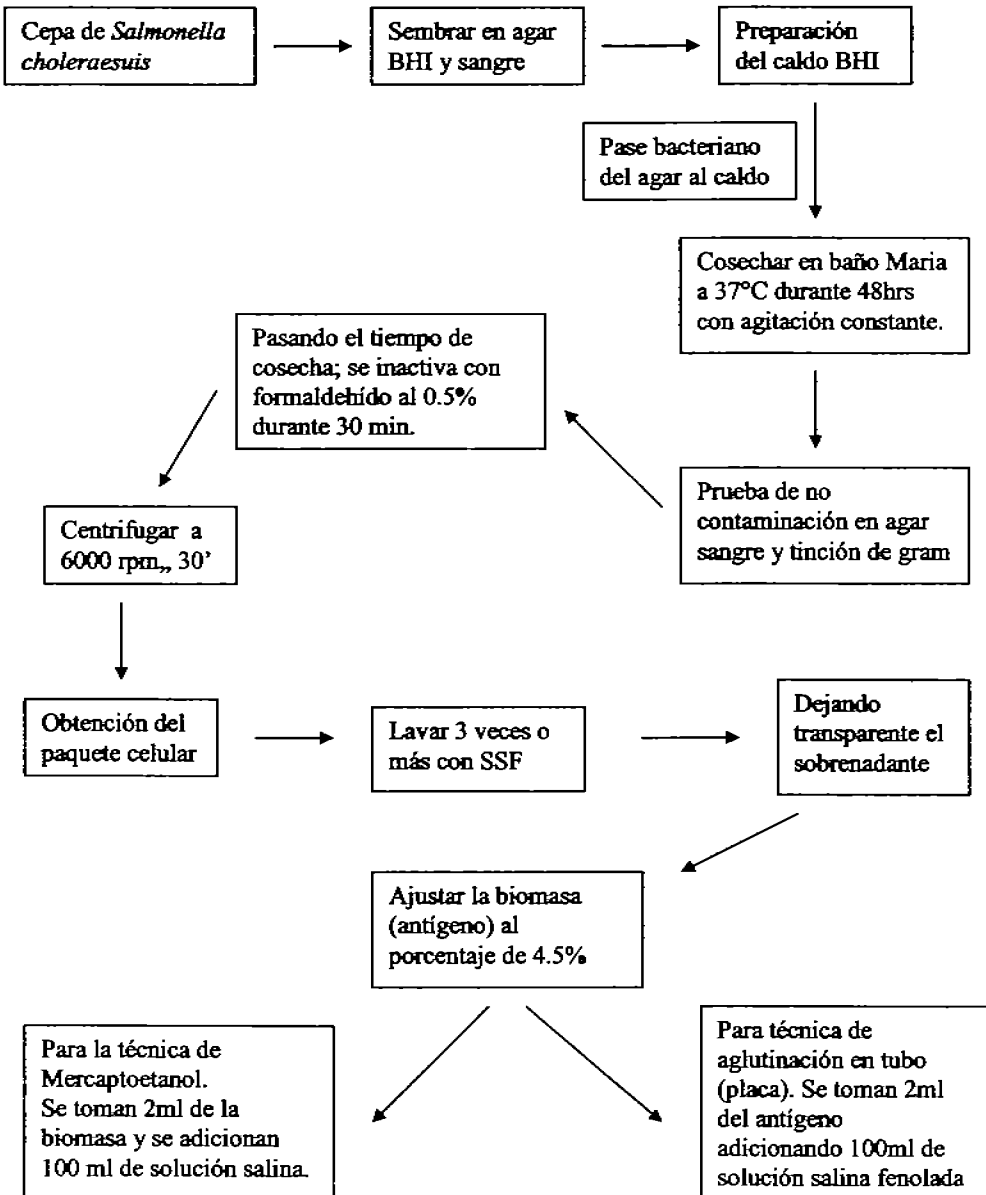 Cepa de Salmonella
choleraesuis
Sembrar en agar
BHI y sangre
Preparación
del caldo BHI
Pase bacteriano
del agar al caldo
Cosechar en baño Maria
a 37°C durante 48hrs
con agitación constante.
Prueba de no
contaminación en agar
sangre y tinción de gram
Pasando el tiempo de
cosecha; se inactiva con
formaldehído al 0.5%
durante 30 min.
Centrifugar a
6000 rpm,, 30’
Obtención del
paquete celular
Lavar 3 veces o
más con SSF
Dejando
transparente el
sobrenadante
Ajustar la biomasa
(antígeno) al
porcentaje de 4.5%
Para la técnica de
Mercaptoetanol.
Se toman 2ml de la
biomasa y se adicionan
100 ml de solución salina.
Para técnica de
aglutinación en tubo
(placa). Se toman 2ml
del antígeno
adicionando 100ml de
solución salina fenolada